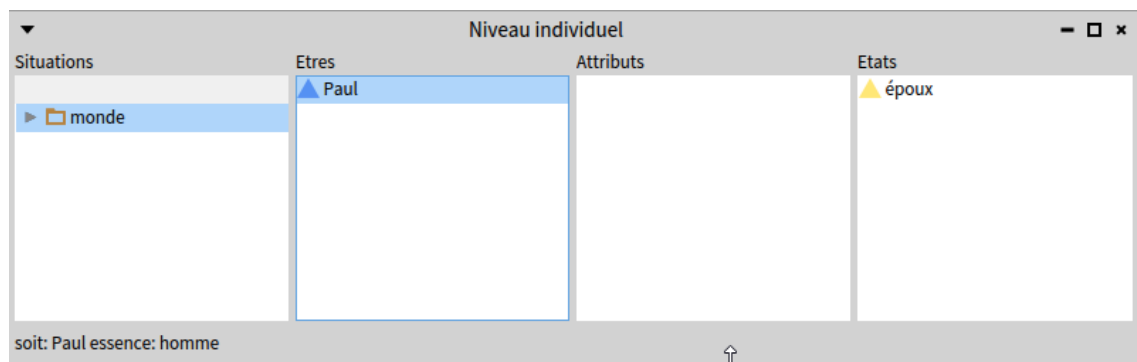 Niveau individuel
Situations Etres Attributs Etats
Paul époux
monde
soit: Paul essence: homme